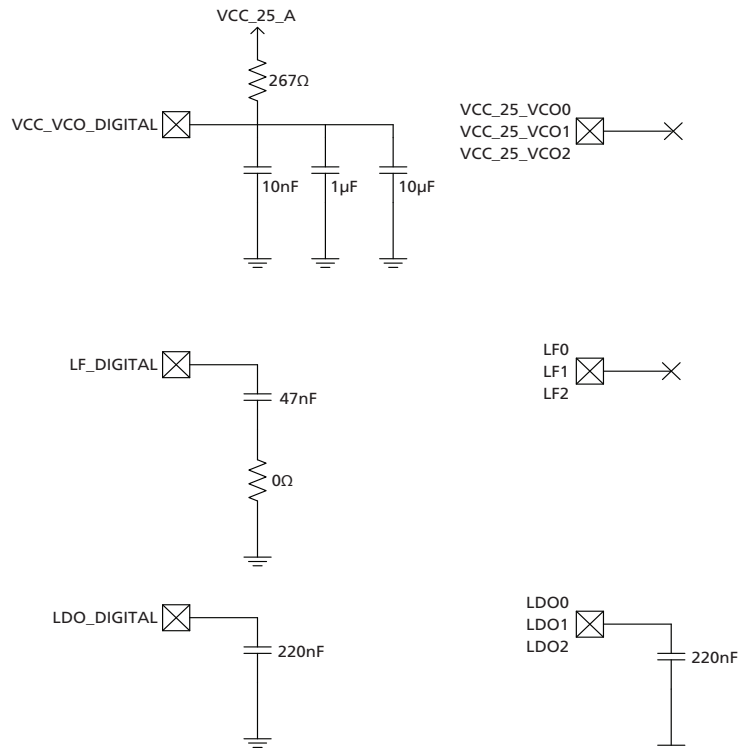 VCC_25_A
267Ω
VCC_VCO_DIGITAL
10nF
1µF
10µF
VCC_25_VCO0
VCC_25_VCO1
VCC_25_VCO2
LF_DIGITAL
47nF
0Ω
LF0
LF1
LF2
LDO_DIGITAL
220nF
LDO0
LDO1
LDO2
220nF